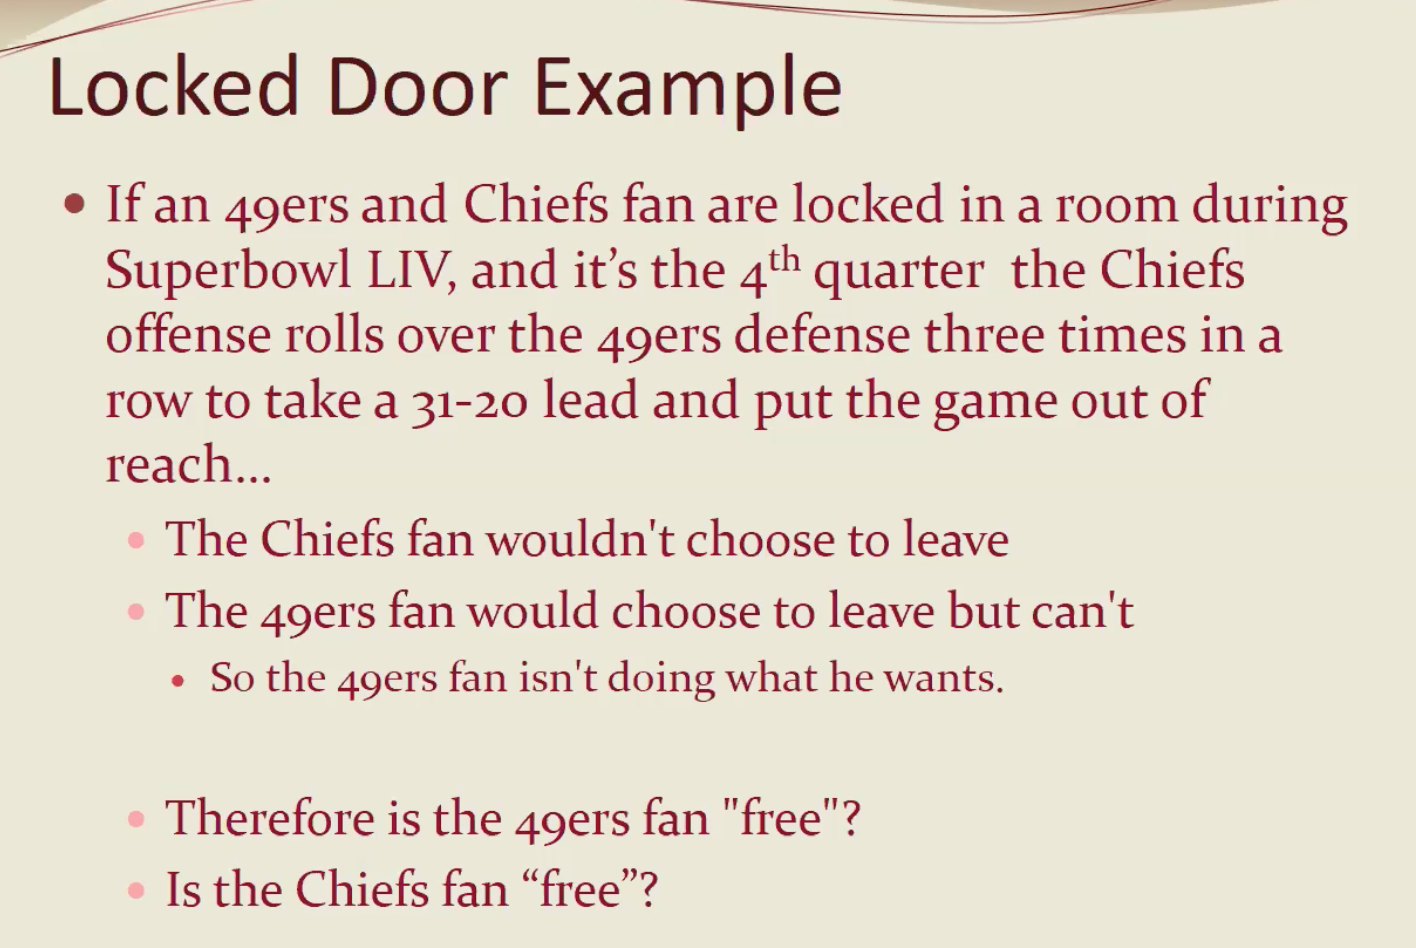 Locked Door Example
• If an 49ers and Chiefs fan are locked in a room during
Superbowl LIV, and it’s the 4th quarter  the Chiefs
offense rolls over the 49ers defense three times in a
row to take a 31-20 lead and put the game out of
reach...
• The Chiefs fan wouldn't choose to leave
• The 49ers fan would choose to leave but can't
• So the 49ers fan isn't doing what he wants.
• Therefore is the 49ers fan "free"?
• Is the Chiefs fan “free”?